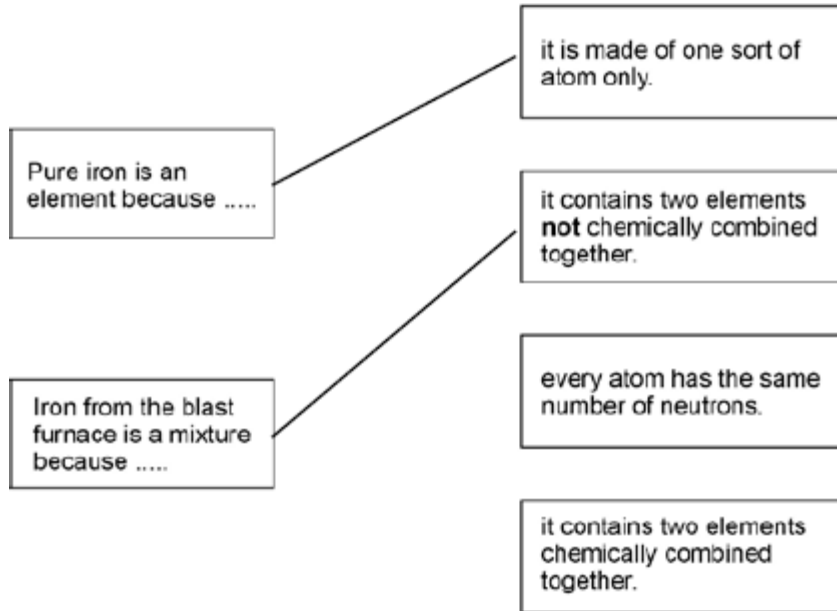 it is made of one sort of
atom only.
Pure iron is an
element because .....
it contains two elements
not chemically combined
together.
every atom has the same
number of neutrons.
Iron from the blast
furnace is a mixture
because .....
it contains two elements
chemically combined
together.